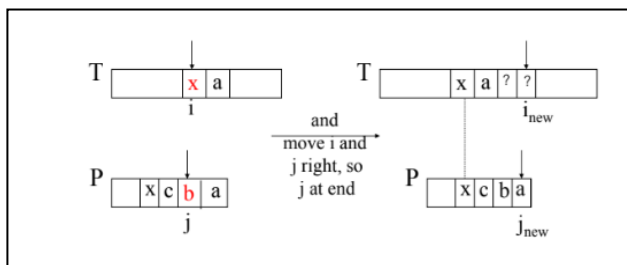 T x a
i
T x a ? ?
i new
and
move i and
j right, so
j at end
P x c b a
j
P x c b a
j new